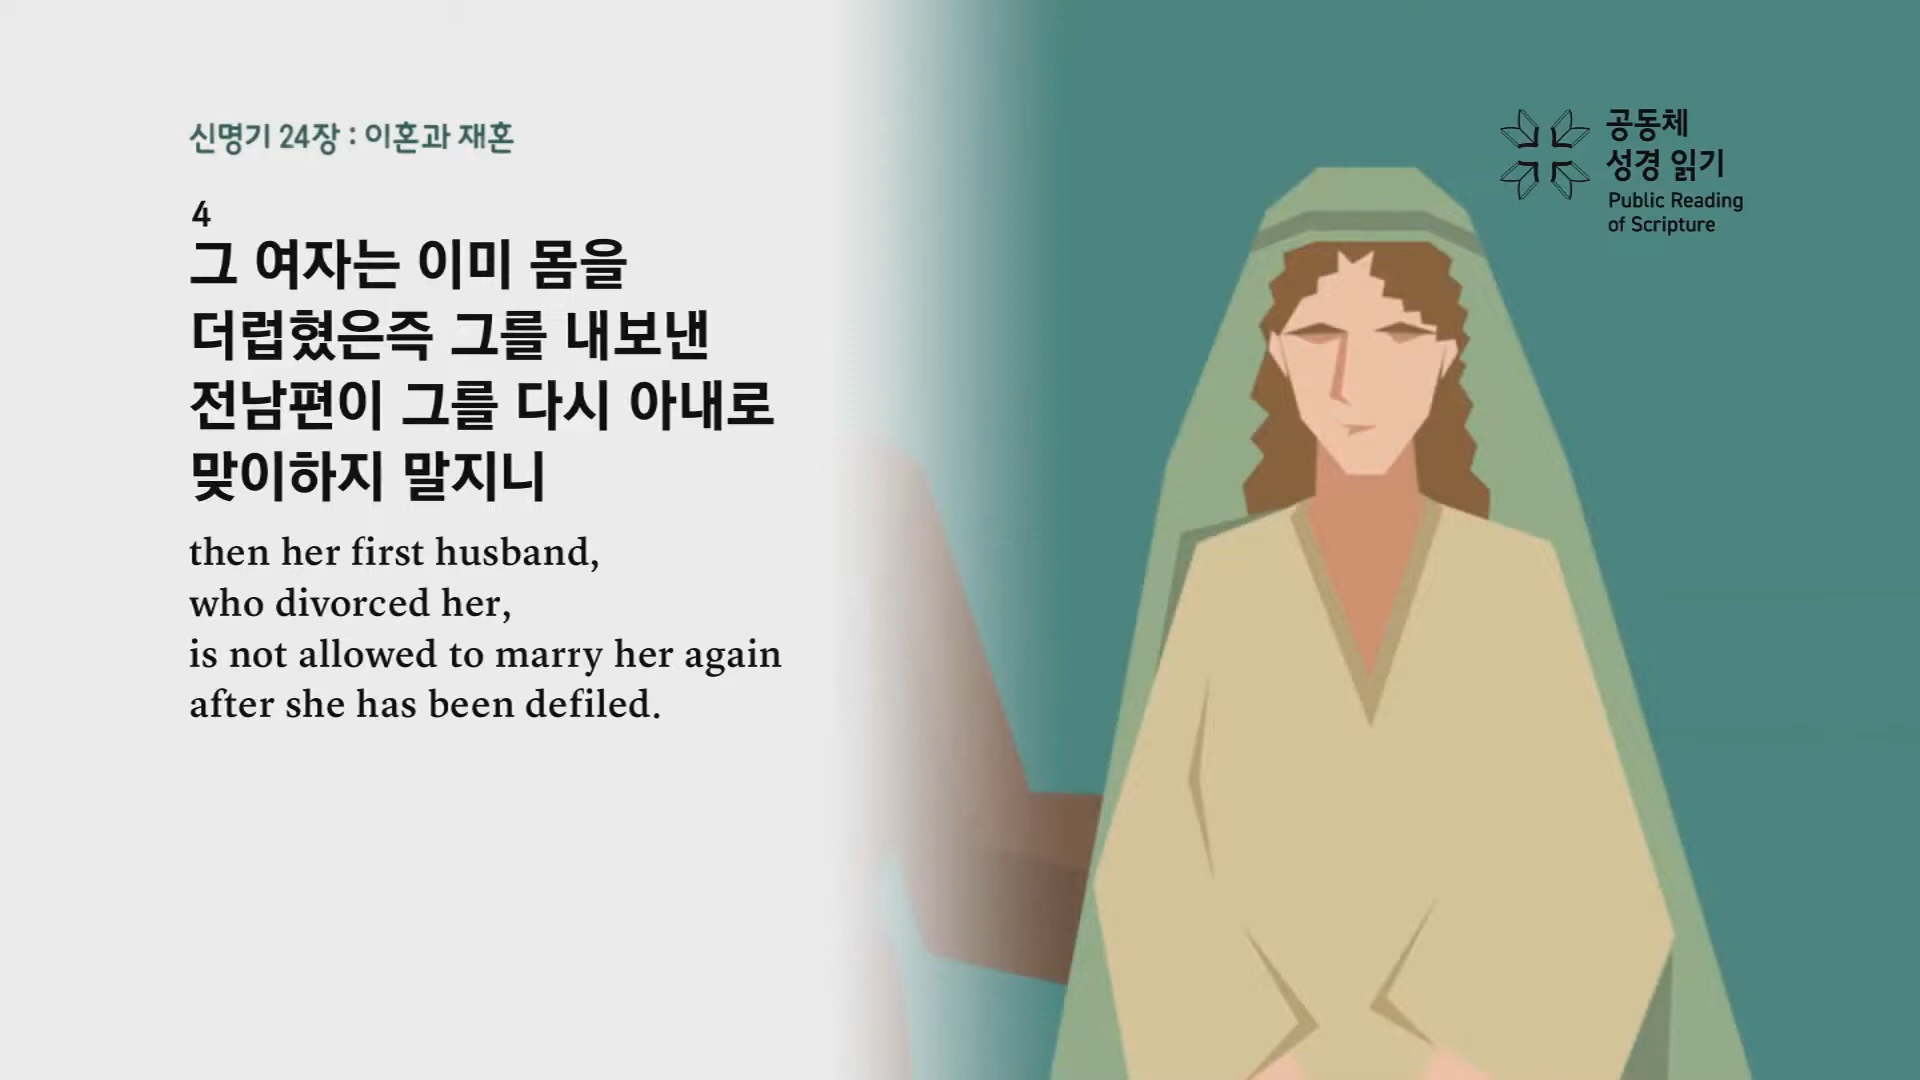 신명기 24장 : 이혼과 재혼
4
그 여자는 이미 몸을
더럽혔은즉 그를 내보낸
전남편이 그를 다시 아내로
맞이하지 말지니
then her first husband,
who divorced her,
is not allowed to marry her again
after she has been defiled.
공동체
성경 읽기
Public Reading
of Scripture